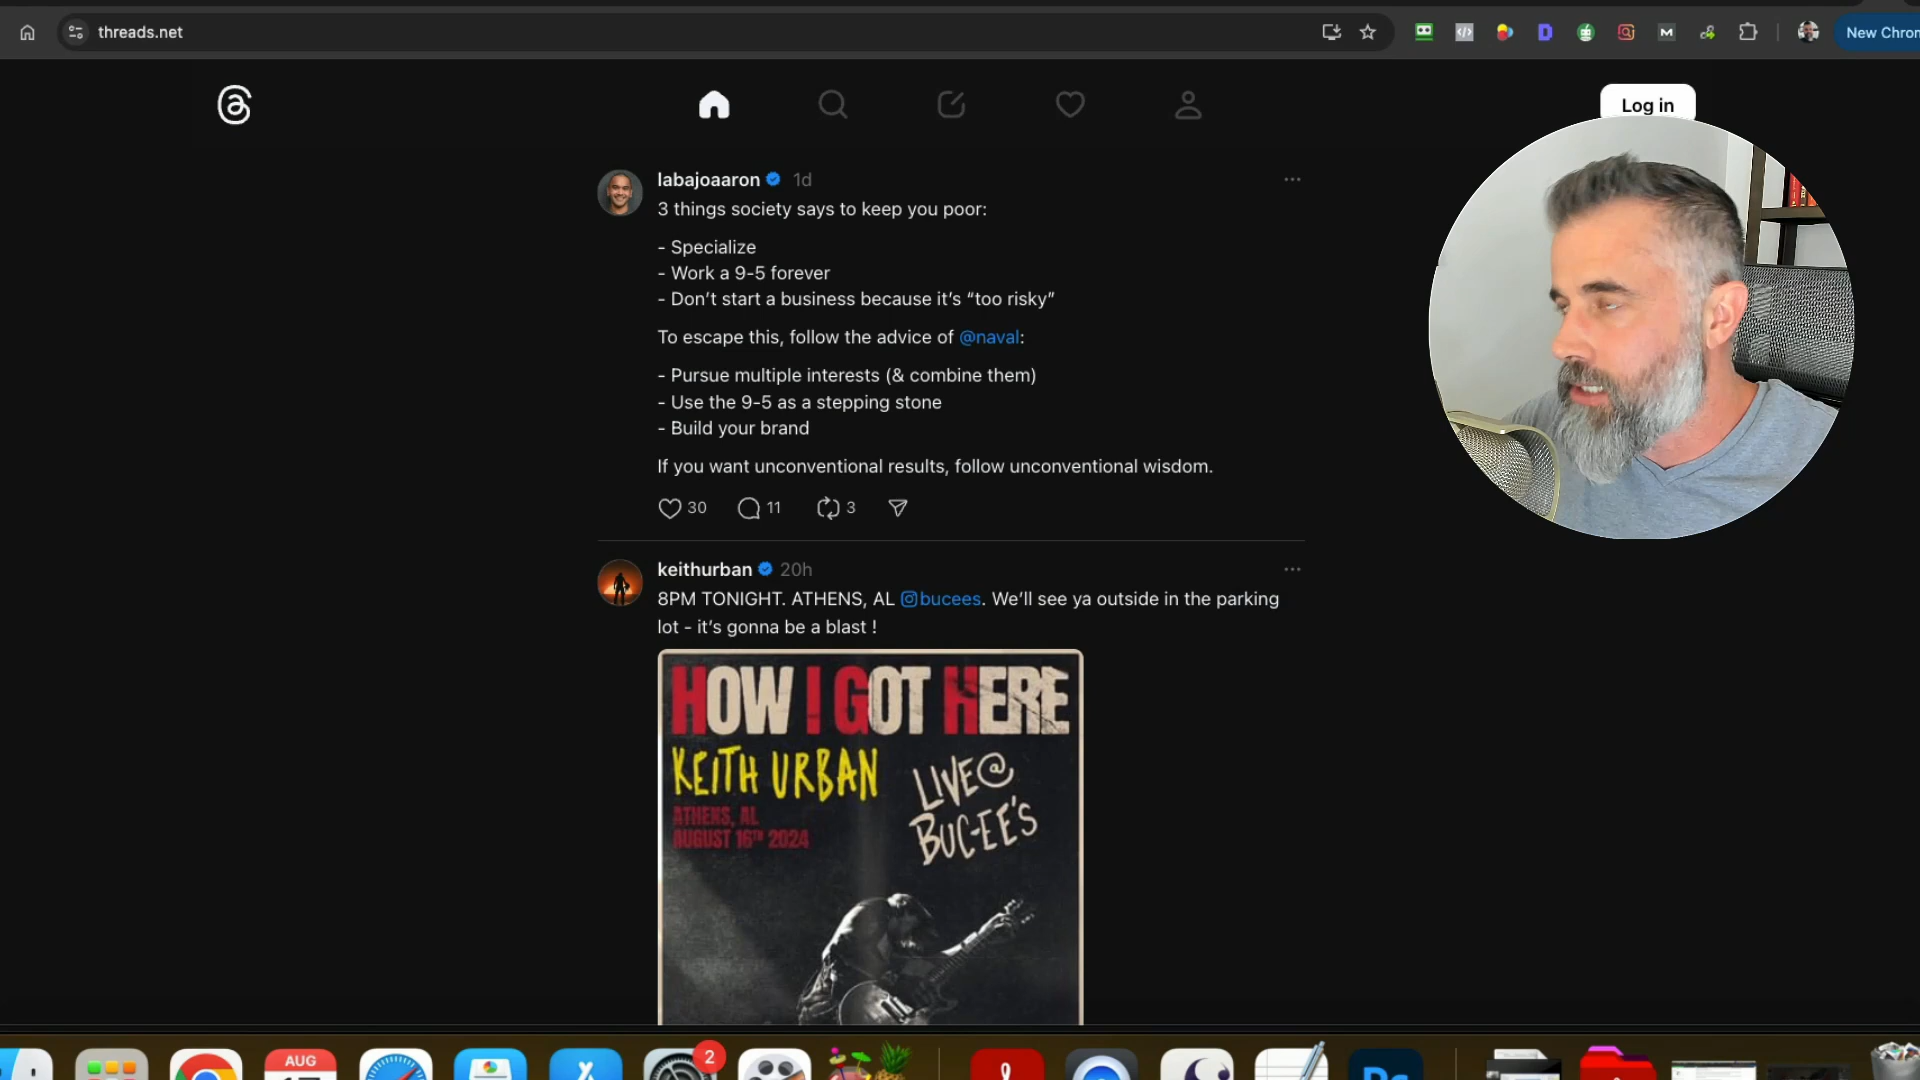 threads.net
New Chrom
Log in
labajoaaron 1d
3 things society says to keep you poor:
- Specialize
- Work a 9-5 forever
- Don’t start a business because it’s “too risky”
To escape this, follow the advice of @naval:
- Pursue multiple interests (& combine them)
- Use the 9-5 as a stepping stone
- Build your brand
If you want unconventional results, follow unconventional wisdom.
30 11 3
keithurban 20h
8PM TONIGHT. ATHENS, AL bucees. We’ll see ya outside in the parking
lot - it’s gonna be a blast !
HOW I GOT HERE
KEITH URBAN
LIVE@
BUC-EE'S
ATHENS, AL
AUGUST 16TH 2024
2
AUG
17
Ps